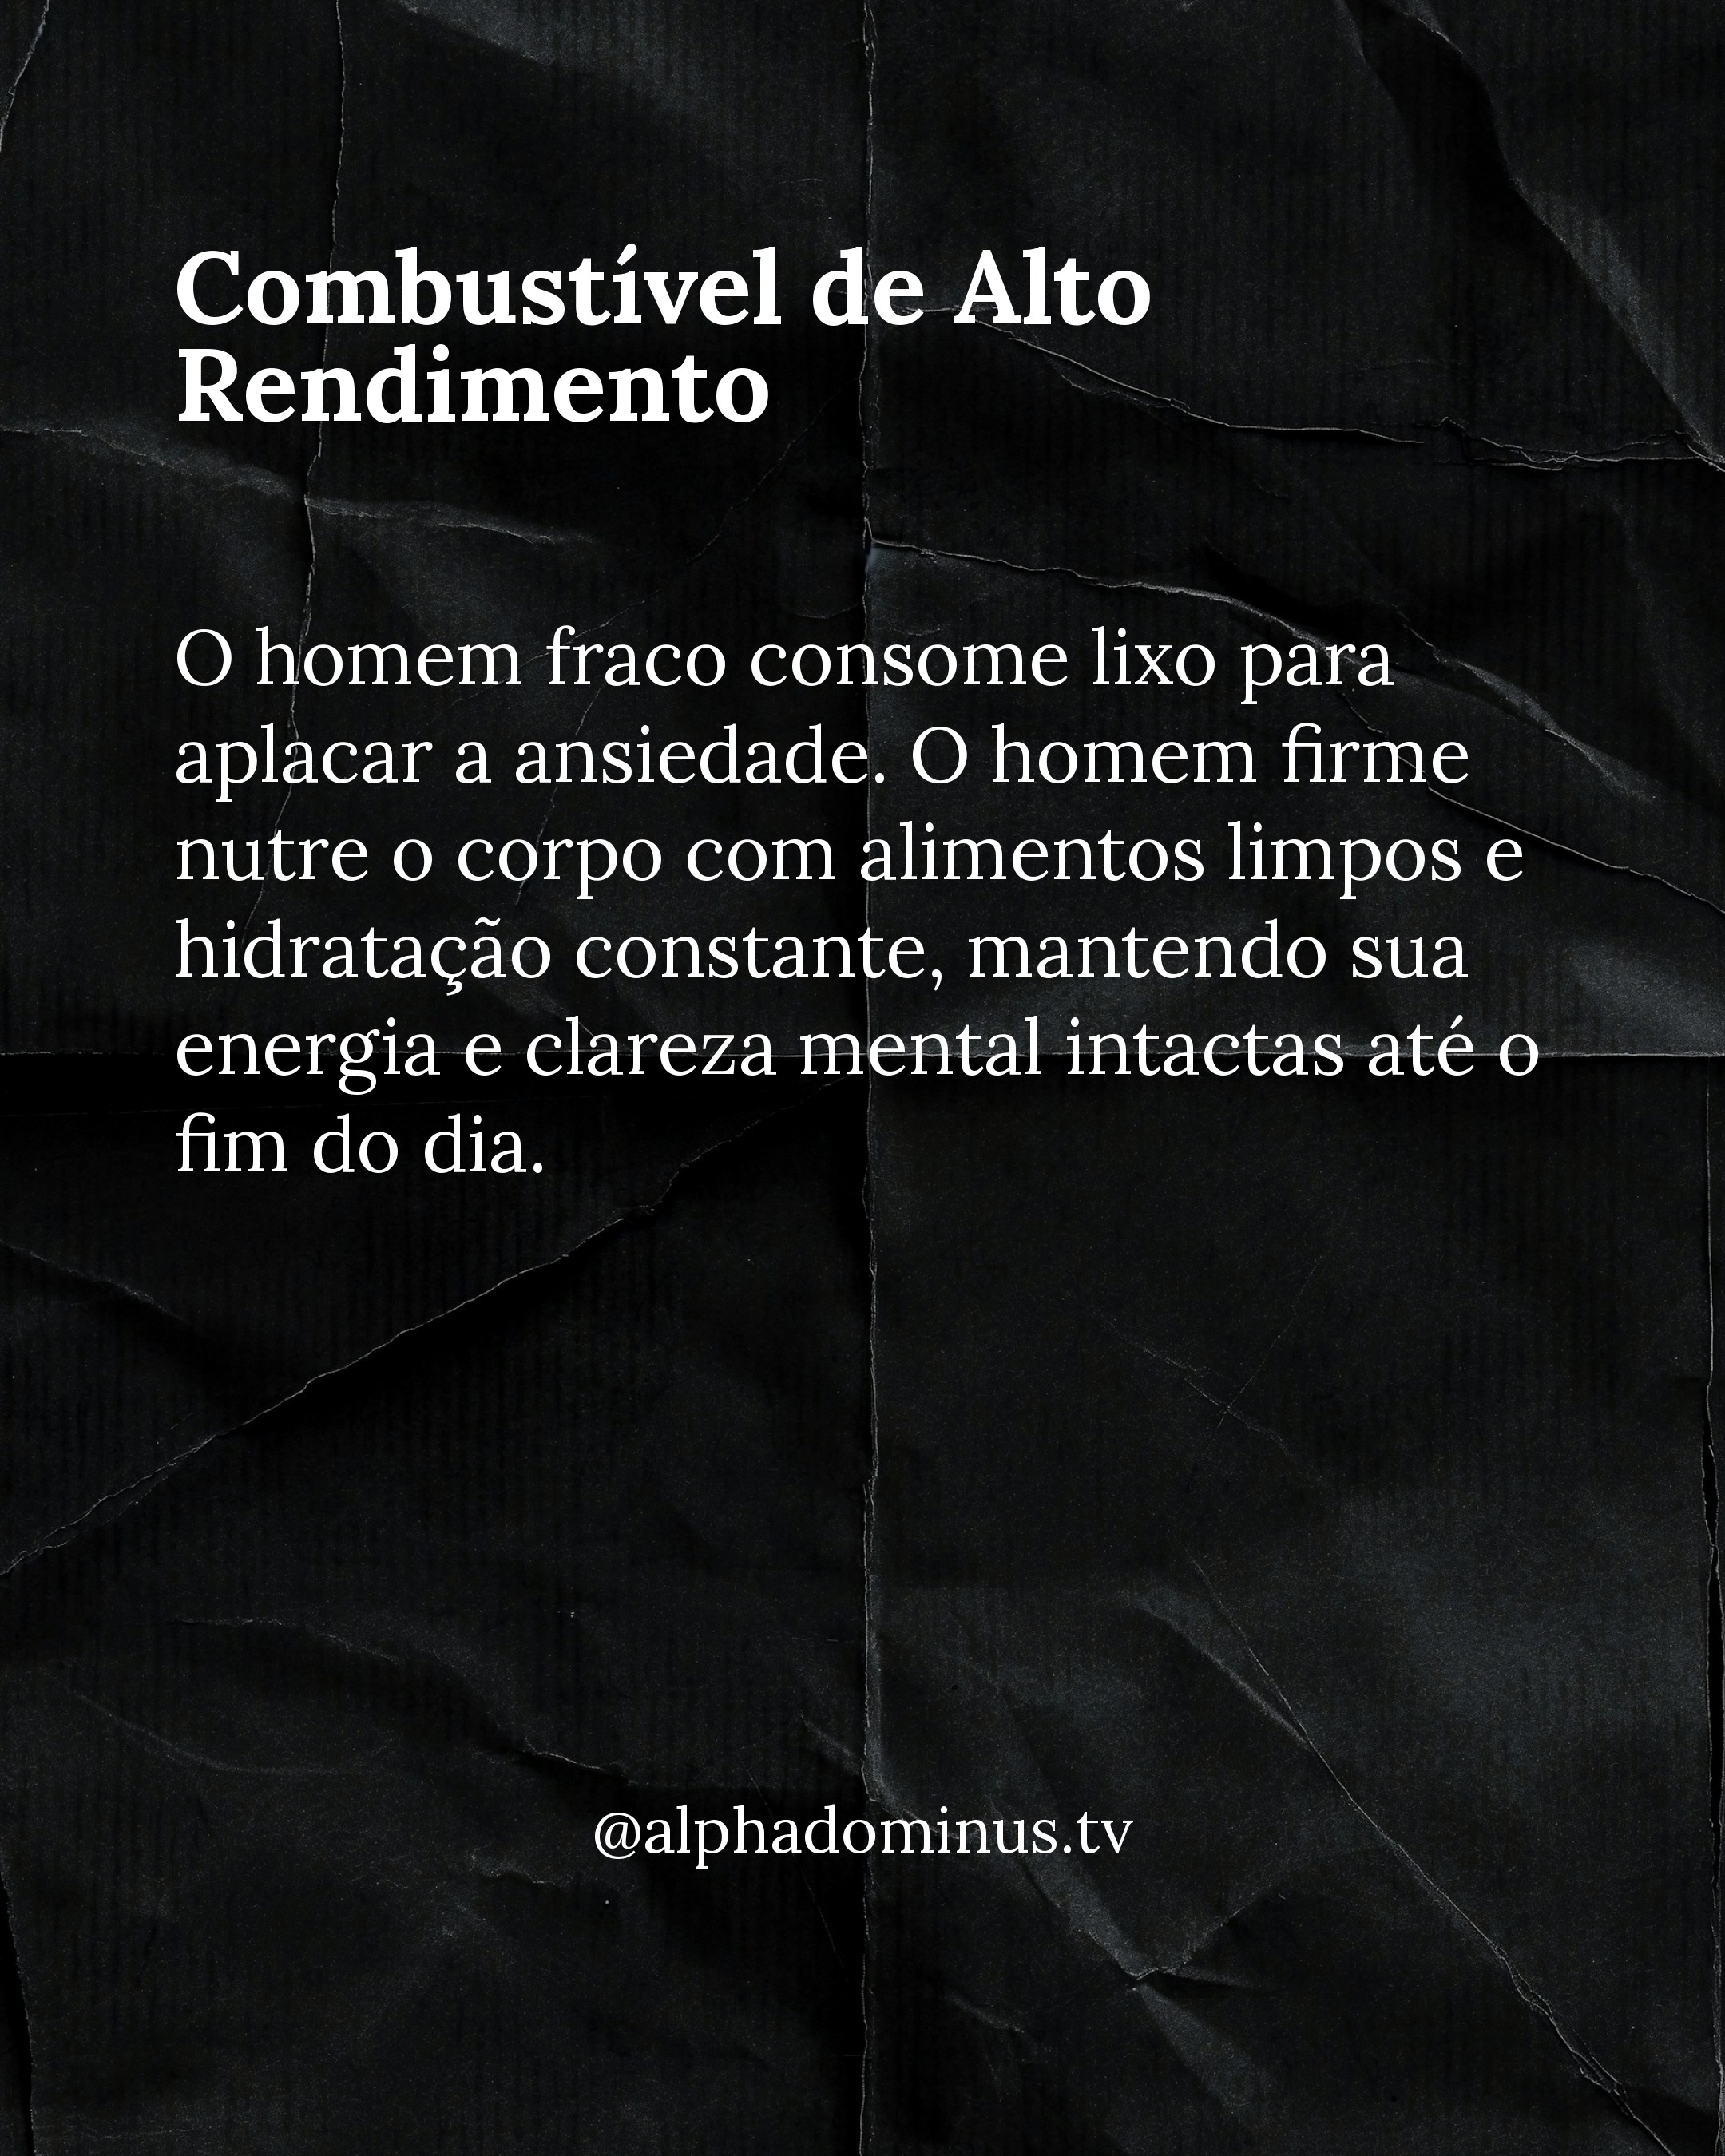 Combustível de Alto
Rendimento
O homem fraco consome lixo para
aplacar a ansiedade. O homem firme
nutre o corpo com alimentos limpos e
hidratação constante, mantendo sua
energia e clareza mental intactas até o
fim do dia.
@alphadominus.tv